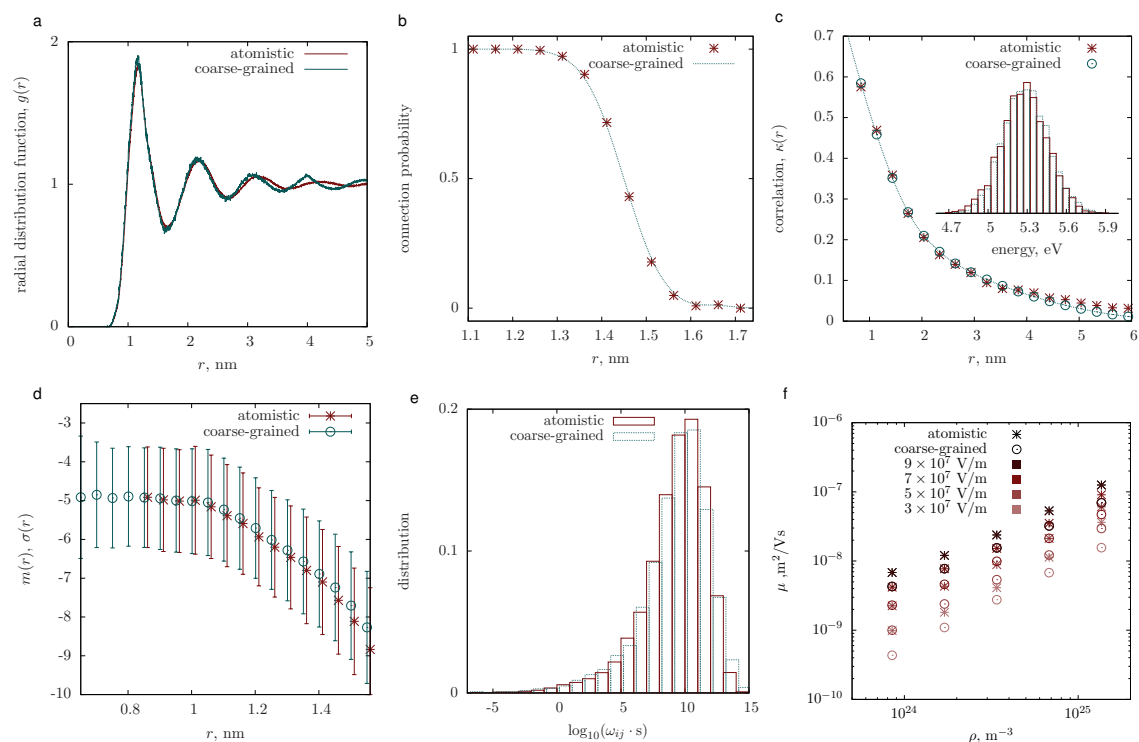 a
radial distribution function, g(r)
2
1
0
atomistic
coarse-grained
0 1 2 3 4 5
r, nm
b
connection probability
1
0
atomistic
coarse-grained
1.1 1.2 1.3 1.4 1.5 1.6 1.7
r, nm
c
correlation, κ(r)
0.7
0.6
0.5
0.4
0.3
0.2
0.1
0
atomistic
coarse-grained
4.7 5 5.3 5.6 5.9
energy, eV
1 2 3 4 5 6
r, nm
d
m(r), σ(r)
-3
-4
-5
-6
-7
-8
-9
-10
atomistic
coarse-grained
0.8 1 1.2 1.4
r, nm
e
distribution
0.2
0.1
0
atomistic
coarse-grained
-5 0 5 10 15
log₁₀(ωᵢⱼ · s)
f
μ ,m²/Vs
10⁻⁶
10⁻⁷
10⁻⁸
10⁻⁹
10⁻¹⁰
atomistic
coarse-grained
9 × 10⁷ V/m
7 × 10⁷ V/m
5 × 10⁷ V/m
3 × 10⁷ V/m
10²⁴ 10²⁵
ρ, m⁻³